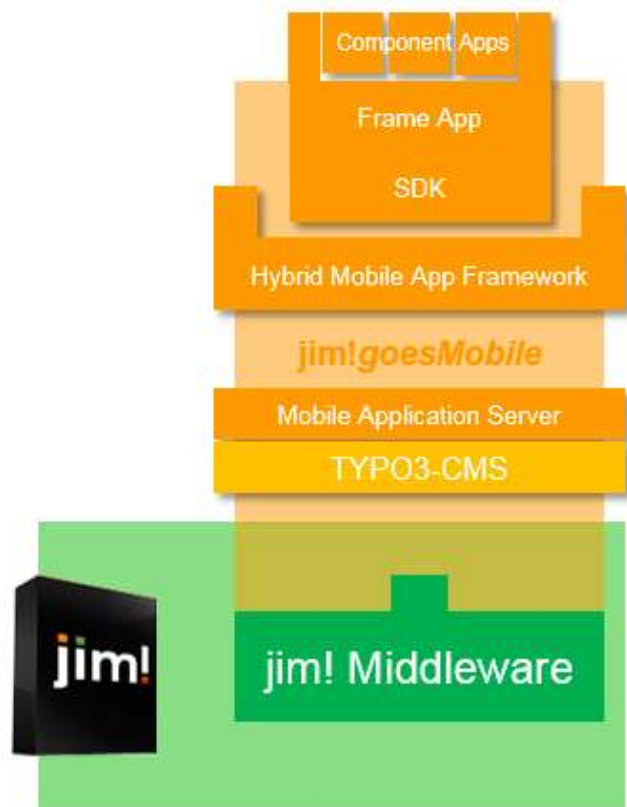 Component Apps
Frame App
SDK
Hybrid Mobile App Framework
jim!goesMobile
Mobile Application Server
TYPO3-CMS
jim!
jim! Middleware